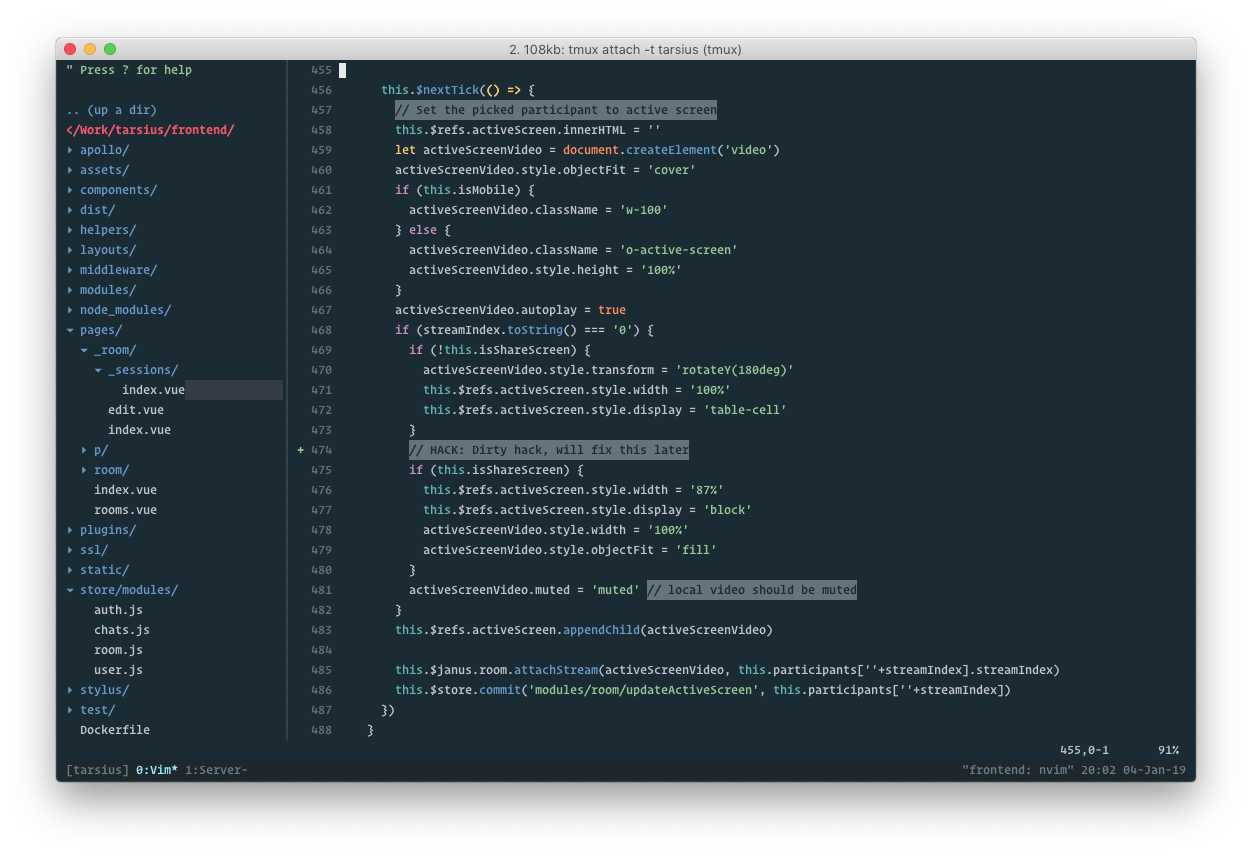 2. 108kb: tmux attach -t tarsius (tmux)
" Press ? for help
.. (up a dir)
</Work/tarsius/frontend/
▸ apollo/
▸ assets/
▸ components/
▸ dist/
▸ helpers/
▸ layouts/
▸ middleware/
▸ modules/
▸ node_modules/
▾ pages/
▾ _room/
▾ _sessions/
index.vue
edit.vue
index.vue
▸ p/
▸ room/
index.vue
rooms.vue
▸ plugins/
▸ ssl/
▸ static/
▾ store/modules/
auth.js
chats.js
room.js
user.js
▸ stylus/
▸ test/
Dockerfile
455
456 this.$nextTick(() => {
457 // Set the picked participant to active screen
458 this.$refs.activeScreen.innerHTML = ''
459 let activeScreenVideo = document.createElement('video')
460 activeScreenVideo.style.objectFit = 'cover'
461 if (this.isMobile) {
462 activeScreenVideo.className = 'w-100'
463 } else {
464 activeScreenVideo.className = 'o-active-screen'
465 activeScreenVideo.style.height = '100%'
466 }
467 activeScreenVideo.autoplay = true
468 if (streamIndex.toString() === '0') {
469 if (!this.isShareScreen) {
470 activeScreenVideo.style.transform = 'rotateY(180deg)'
471 this.$refs.activeScreen.style.width = '100%'
472 this.$refs.activeScreen.style.display = 'table-cell'
473 }
+ 474 // HACK: Dirty hack, will fix this later
475 if (this.isShareScreen) {
476 this.$refs.activeScreen.style.width = '87%'
477 this.$refs.activeScreen.style.display = 'block'
478 activeScreenVideo.style.width = '100%'
479 activeScreenVideo.style.objectFit = 'fill'
480 }
481 activeScreenVideo.muted = 'muted' // local video should be muted
482 }
483 this.$refs.activeScreen.appendChild(activeScreenVideo)
484
485 this.$janus.room.attachStream(activeScreenVideo, this.participants[''+streamIndex].streamIndex)
486 this.$store.commit('modules/room/updateActiveScreen', this.participants[''+streamIndex])
487 })
488 }
455,0-1 91%
[tarsius] 0:Vim* 1:Server- "frontend: nvim" 20:02 04-Jan-19